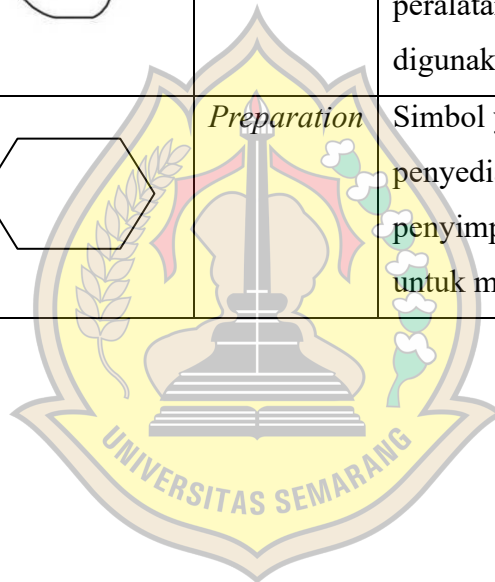 peralata
digunak
Preparation
Simbol
penyedi
penyimp
untuk m
UNIVERSITAS SEMARANG